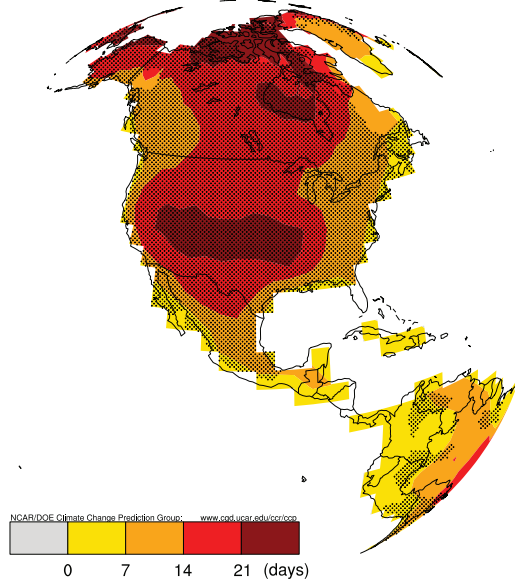 NCAR/DOE Climate Change Prediction Group: www.cgd.ucar.edu/ccr/ccp
0 7 14 21 (days)